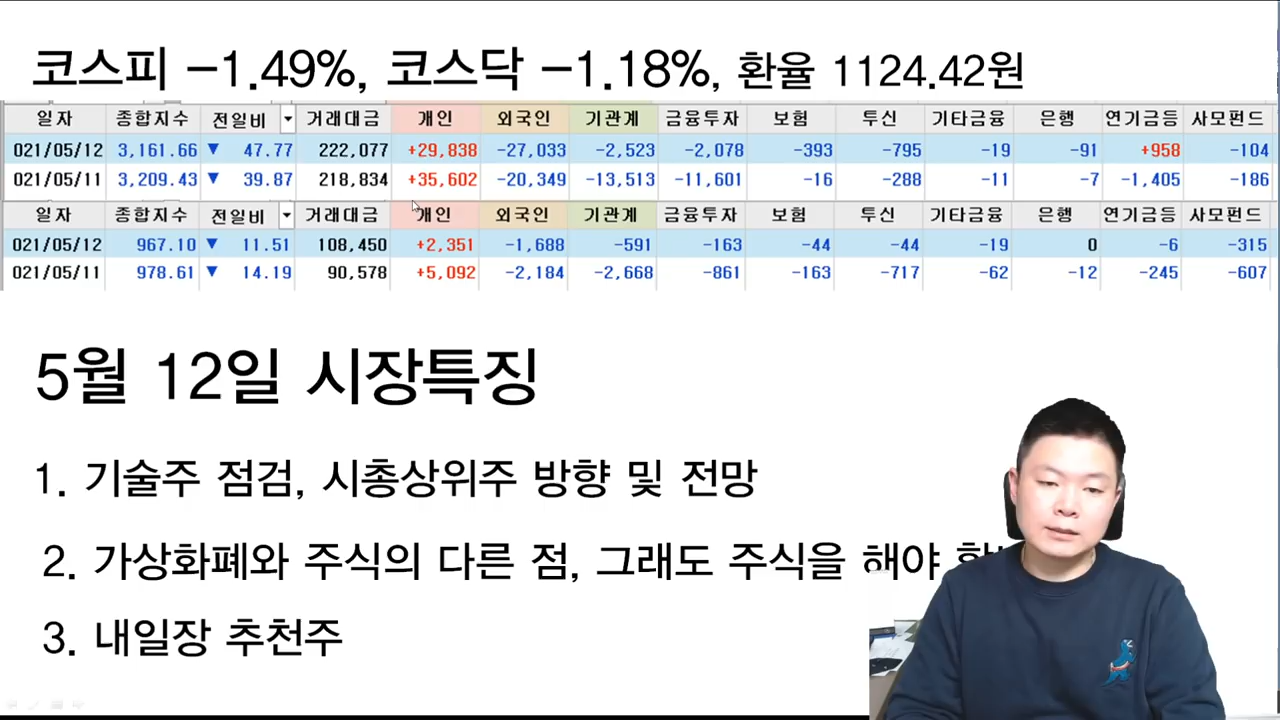 코스피 -1.49%, 코스닥 -1.18%, 환율 1124.42원
일자 종합지수 전일비 거래대금 개인 외국인 기관계 금융투자 보험 투신 기타금융 은행 연기금등 사모펀드
021/05/12 3,161.66 ▼ 47.77 222,077 +29,838 -27,033 -2,523 -2,078 -393 -795 -19 -91 +958 -104
021/05/11 3,209.43 ▼ 39.87 218,834 +35,602 -20,349 -13,513 -11,601 -16 -288 -11 -7 -1,405 -186
일자 종합지수 전일비 거래대금 개인 외국인 기관계 금융투자 보험 투신 기타금융 은행 연기금등 사모펀드
021/05/12 967.10 ▼ 11.51 108,450 +2,351 -1,688 -591 -163 -44 -44 -19 0 -6 -315
021/05/11 978.61 ▼ 14.19 90,578 +5,092 -2,184 -2,668 -861 -163 -717 -62 -12 -245 -607
5월 12일 시장특징
1. 기술주 점검, 시총상위주 방향 및 전망
2. 가상화폐와 주식의 다른 점, 그래도 주식을 해야
3. 내일장 추천주